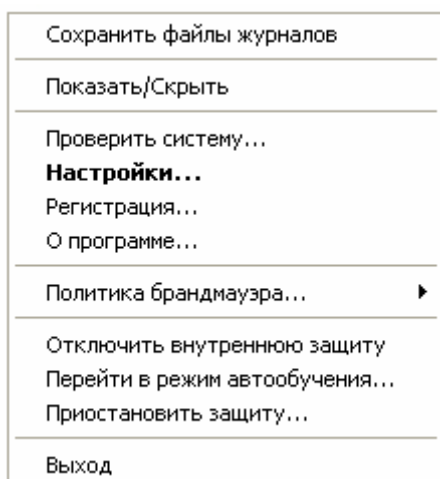 Сохранить файлы журналов
Показать/Скрыть
Проверить систему...
Настройки...
Регистрация...
О программе...
Политика брандмауэра...
Отключить внутреннюю защиту
Перейти в режим автообучения...
Приостановить защиту...
Выход